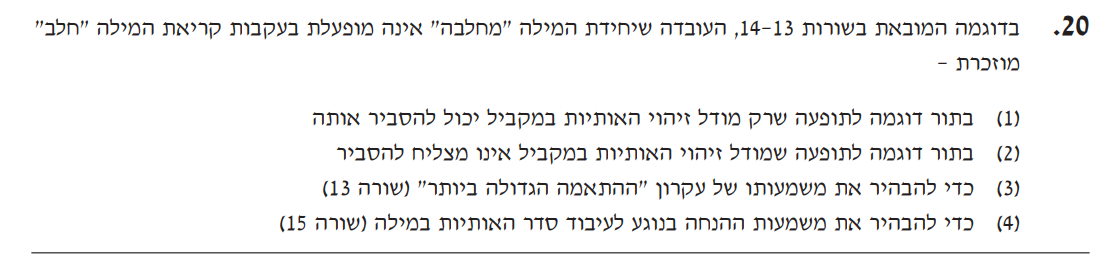 20. בדוגמה המובאת בשורות 14-13, העובדה שיחידת המילה "מחלבה" אינה מופעלת בעקבות קריאת המילה "חלב"
מוזכרת -
(1) בתור דוגמה לתופעה שרק מודל זיהוי האותיות במקביל יכול להסביר אותה
(2) בתור דוגמה לתופעה שמודל זיהוי האותיות במקביל אינו מצליח להסביר
(3) כדי להבהיר את משמעותו של עקרון "ההתאמה הגדולה ביותר" (שורה 13)
(4) כדי להבהיר את משמעות ההנחה בנוגע לעיבוד סדר האותיות במילה (שורה 15)